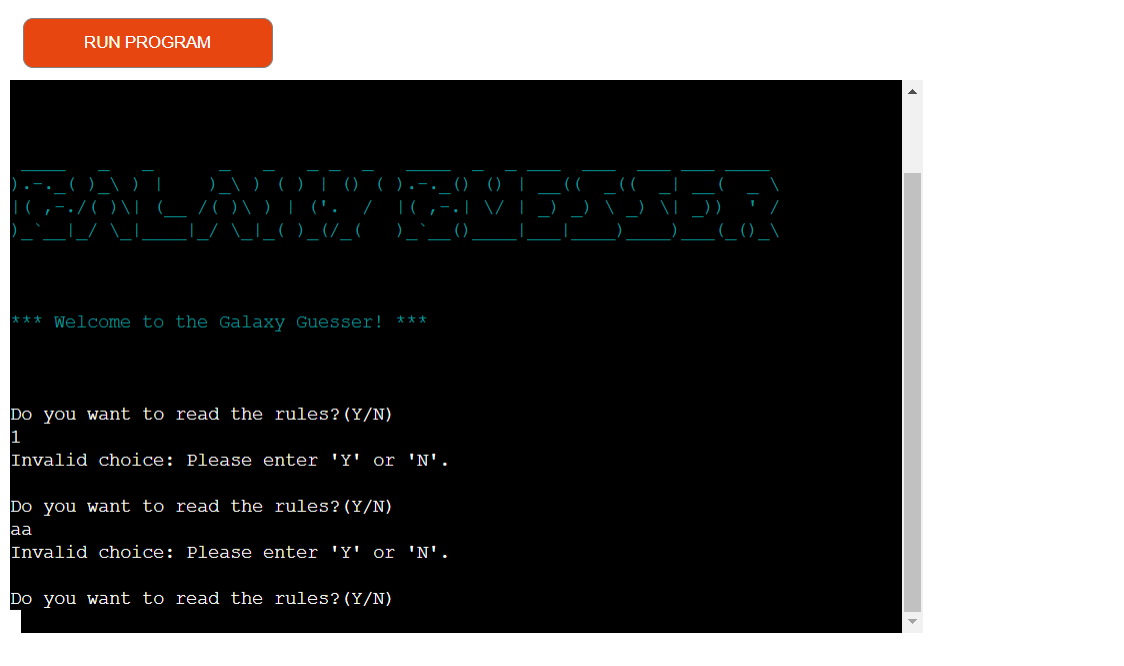 RUN PROGRAM
GALAXY GUESSER
*** Welcome to the Galaxy Guesser! ***
Do you want to read the rules?(Y/N)
1
Invalid choice: Please enter 'Y' or 'N'.
Do you want to read the rules?(Y/N)
aa
Invalid choice: Please enter 'Y' or 'N'.
Do you want to read the rules?(Y/N)